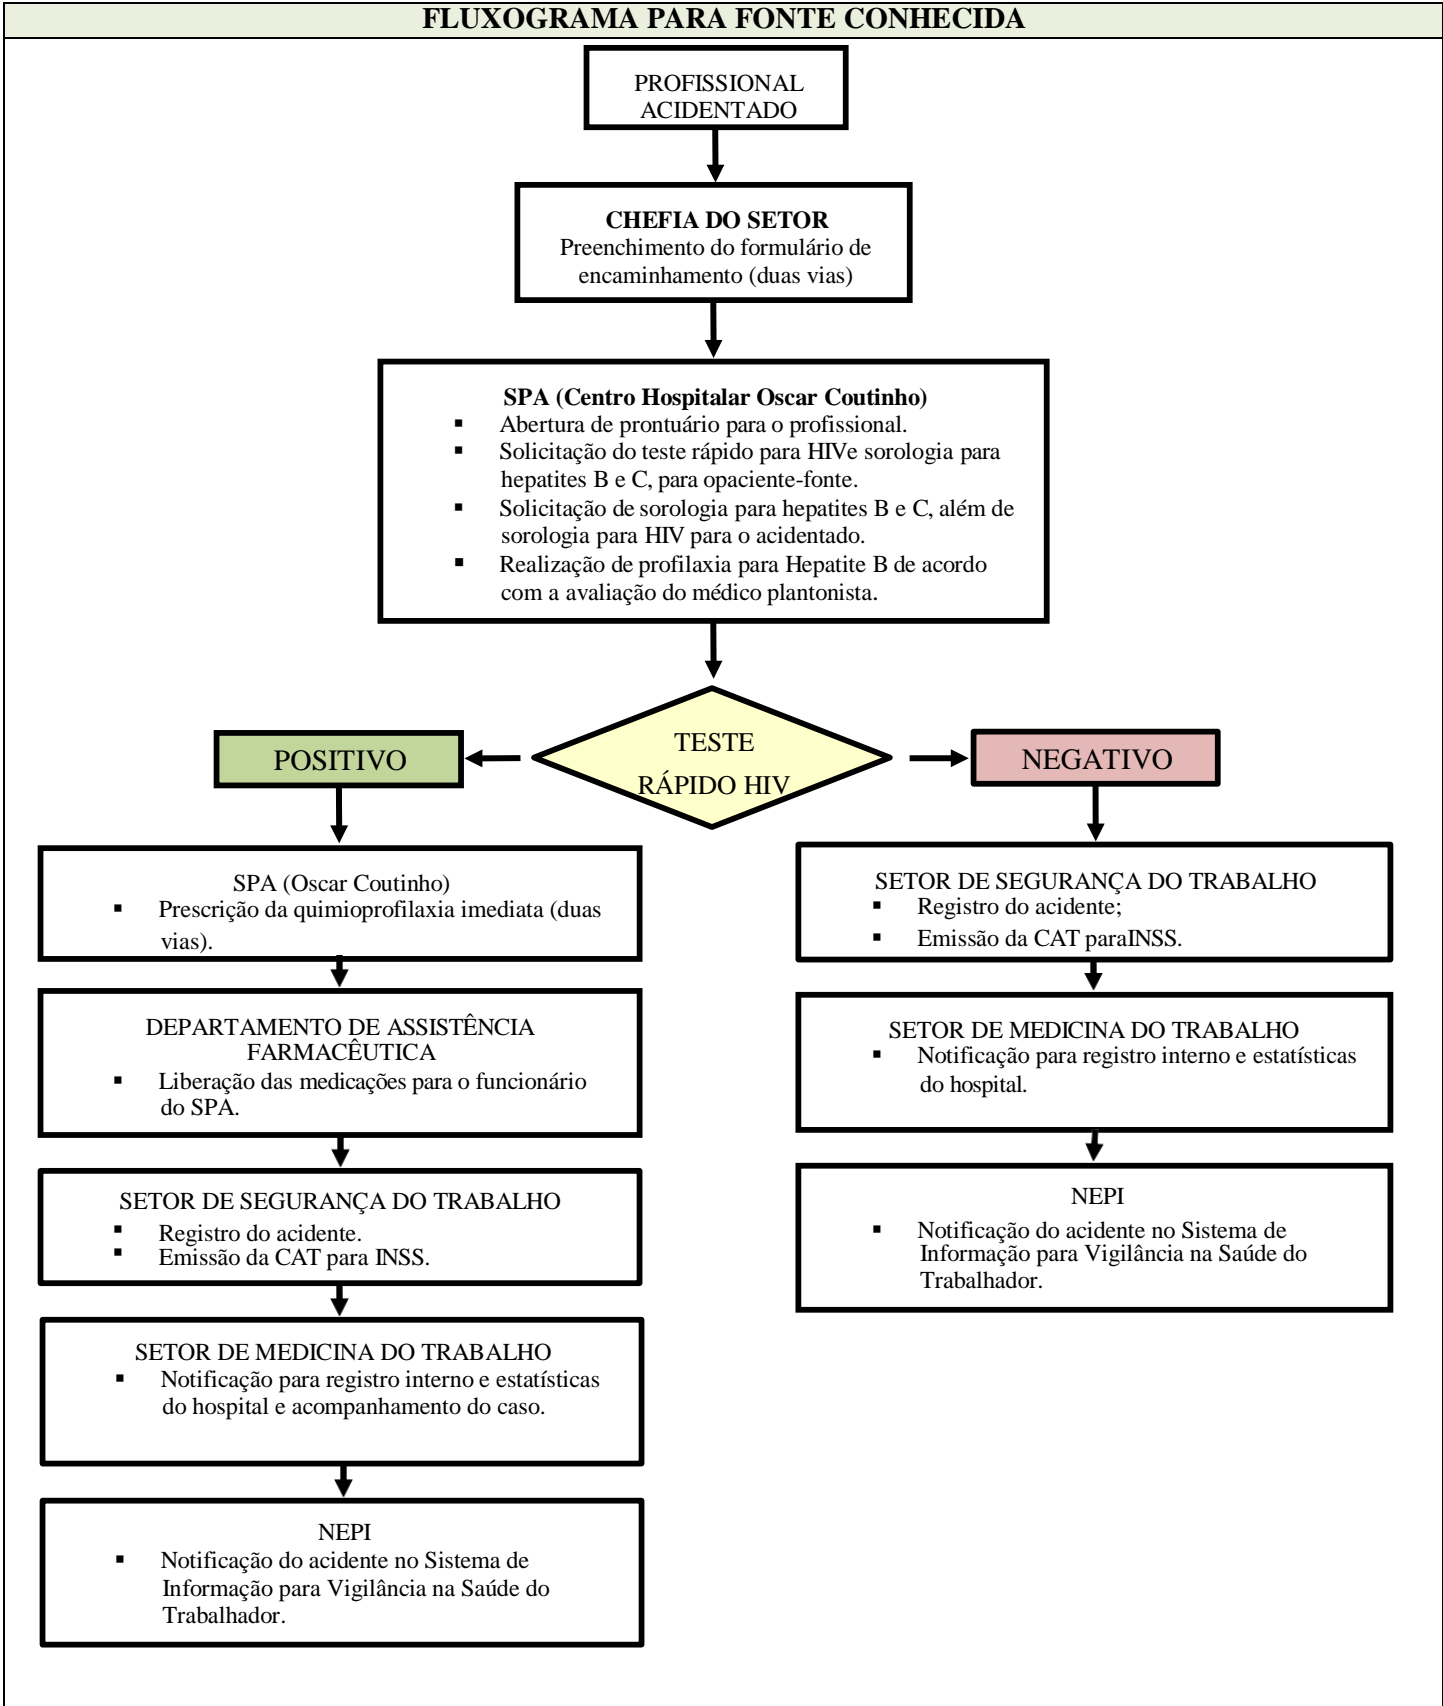 FLUXOGRAMA PARA FONTE CONHECIDA
PROFISSIONAL
ACIDENTADO
CHEFIA DO SETOR
Preenchimento do formulário de
encaminhamento (duas vias)
SPA (Centro Hospitalar Oscar Coutinho)
▪ Abertura de prontuário para o profissional.
▪ Solicitação do teste rápido para HIVe sorologia para
hepatites B e C, para opaciente-fonte.
▪ Solicitação de sorologia para hepatites B e C, além de
sorologia para HIV para o acidentado.
▪ Realização de profilaxia para Hepatite B de acordo
com a avaliação do médico plantonista.
TESTE
RÁPIDO HIV
POSITIVO
NEGATIVO
SPA (Oscar Coutinho)
▪ Prescrição da quimioprofilaxia imediata (duas
vias).
DEPARTAMENTO DE ASSISTÊNCIA
FARMACÊUTICA
▪ Liberação das medicações para o funcionário
do SPA.
SETOR DE SEGURANÇA DO TRABALHO
▪ Registro do acidente.
▪ Emissão da CAT para INSS.
SETOR DE MEDICINA DO TRABALHO
▪ Notificação para registro interno e estatísticas
do hospital e acompanhamento do caso.
NEPI
▪ Notificação do acidente no Sistema de
Informação para Vigilância na Saúde do
Trabalhador.
SETOR DE SEGURANÇA DO TRABALHO
▪ Registro do acidente;
▪ Emissão da CAT paraINSS.
SETOR DE MEDICINA DO TRABALHO
▪ Notificação para registro interno e estatísticas
do hospital.
NEPI
▪ Notificação do acidente no Sistema de
Informação para Vigilância na Saúde do
Trabalhador.